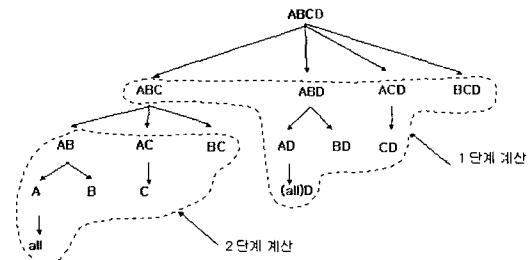 ABCD
ABC ABD ACD BCD
AB AC BC AD BD CD
1단계 계산
A B C (all)D
all
2단계 계산